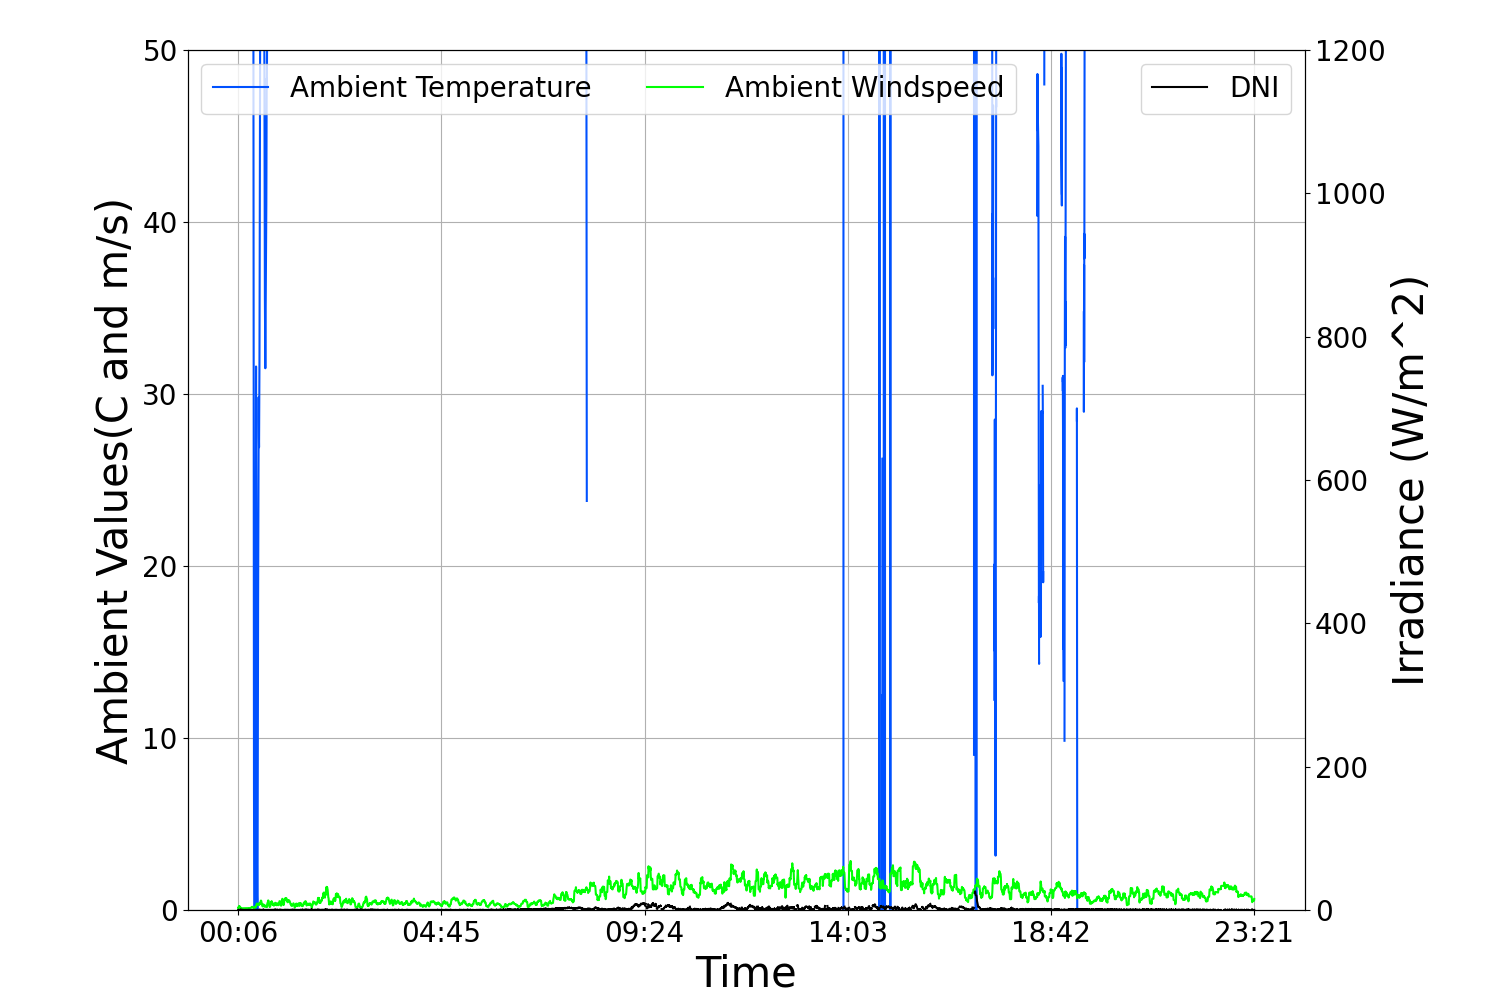 Ambient Temperature
Ambient Windspeed
DNI
Ambient Values(C and m/s)
50
40
30
20
10
0
1200
1000
800
600
400
200
0
Irradiance (W/m^2)
00:06 04:45 09:24 14:03 18:42 23:21
Time